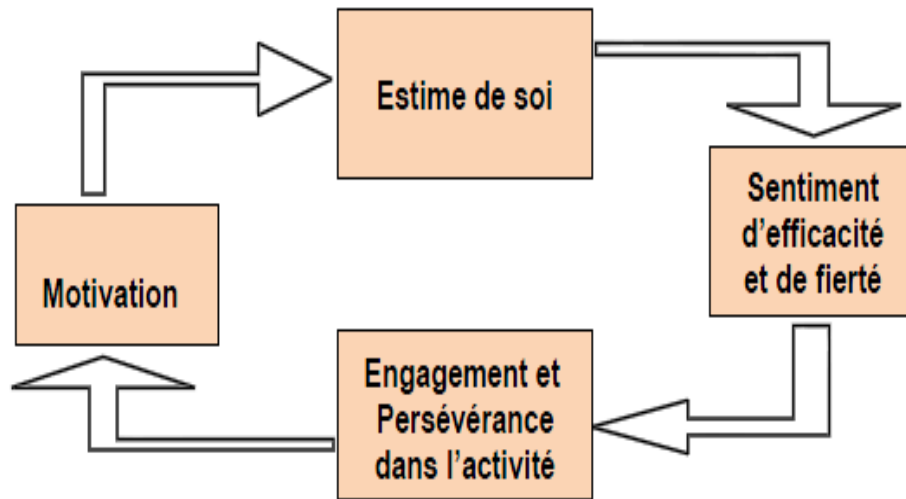 Estime de soi
Sentiment
d'efficacité
et de fierté
Motivation
Engagement et
Persévérance
dans l'activité